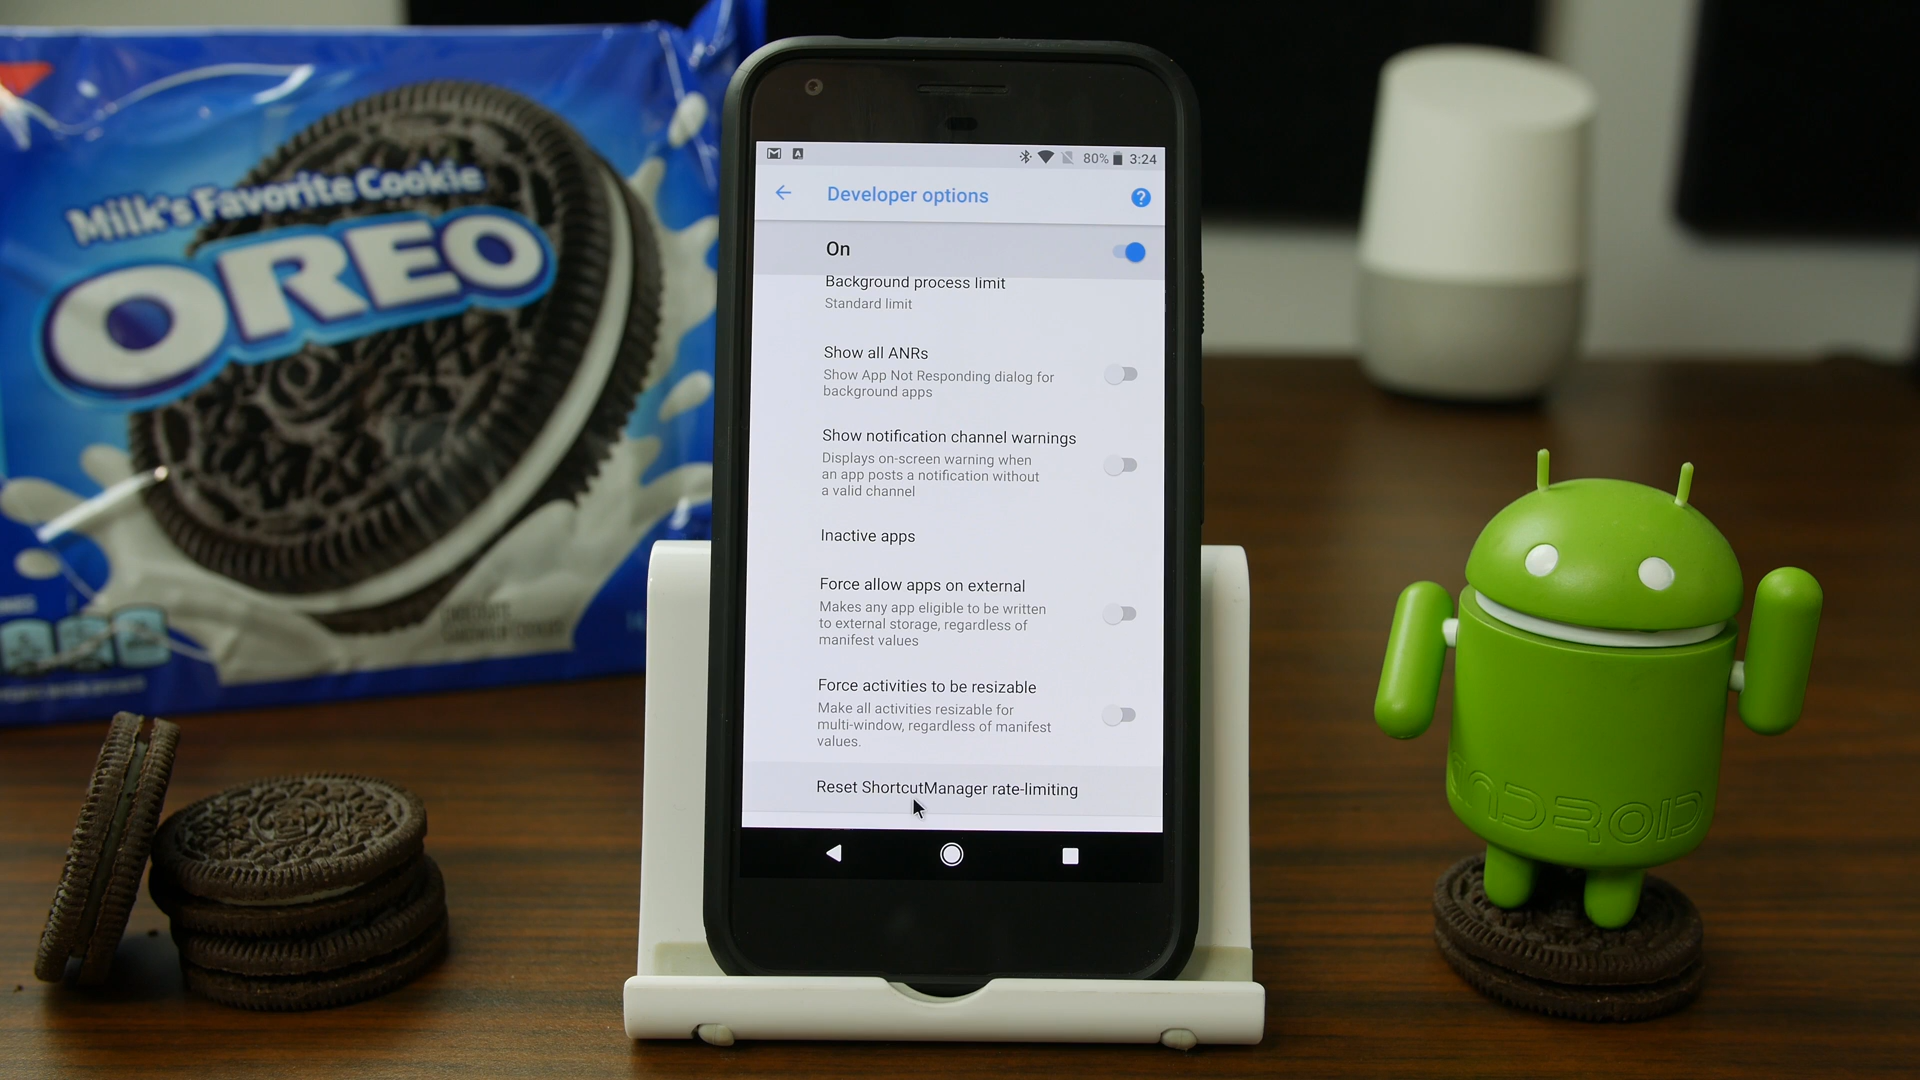 Milk's Favorite Cookie
OREO
80% 3:24
Developer options
?
On
Background process limit
Standard limit
Show all ANRs
Show App Not Responding dialog for
background apps
Show notification channel warnings
Displays on-screen warning when
an app posts a notification without
a valid channel
Inactive apps
Force allow apps on external
Makes any app eligible to be written
to external storage, regardless of
manifest values
Force activities to be resizable
Make all activities resizable for
multi-window, regardless of manifest
values.
Reset ShortcutManager rate-limiting
ANDROID
CHOCOLATE
SANDWICH COOKIES